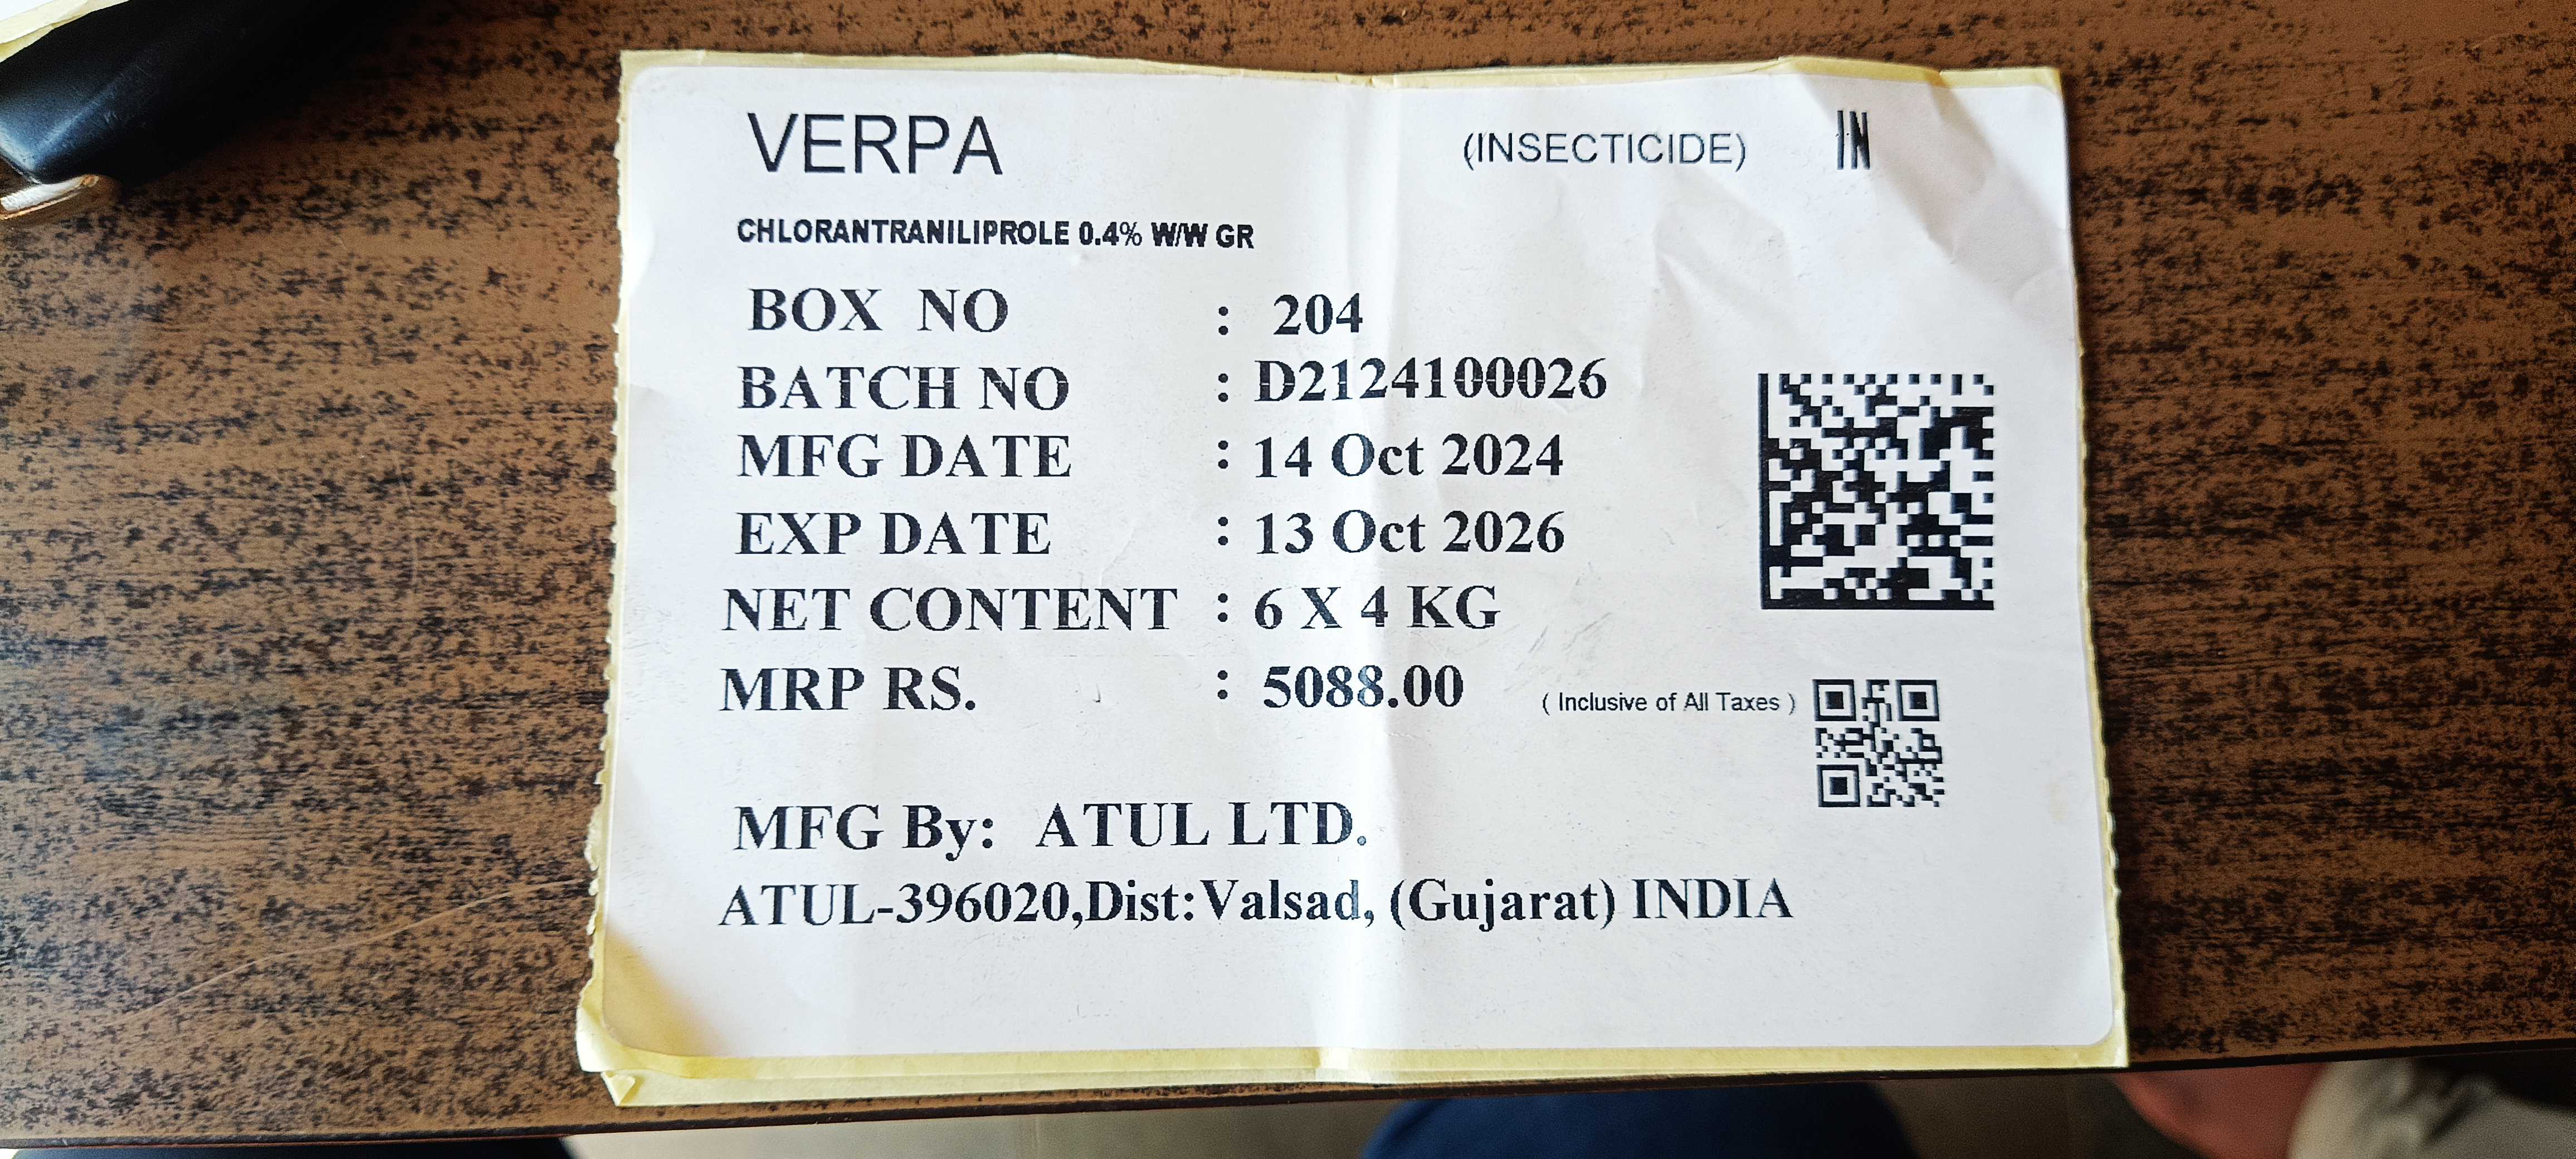 VERPA (INSECTICIDE) IN
CHLORANTRANILIPROLE 0.4% W/W GR
BOX NO : 204
BATCH NO : D2124100026
MFG DATE : 14 Oct 2024
EXP DATE : 13 Oct 2026
NET CONTENT : 6 X 4 KG
MRP RS. : 5088.00 ( Inclusive of All Taxes )
MFG By: ATUL LTD.
ATUL-396020,Dist:Valsad, (Gujarat) INDIA